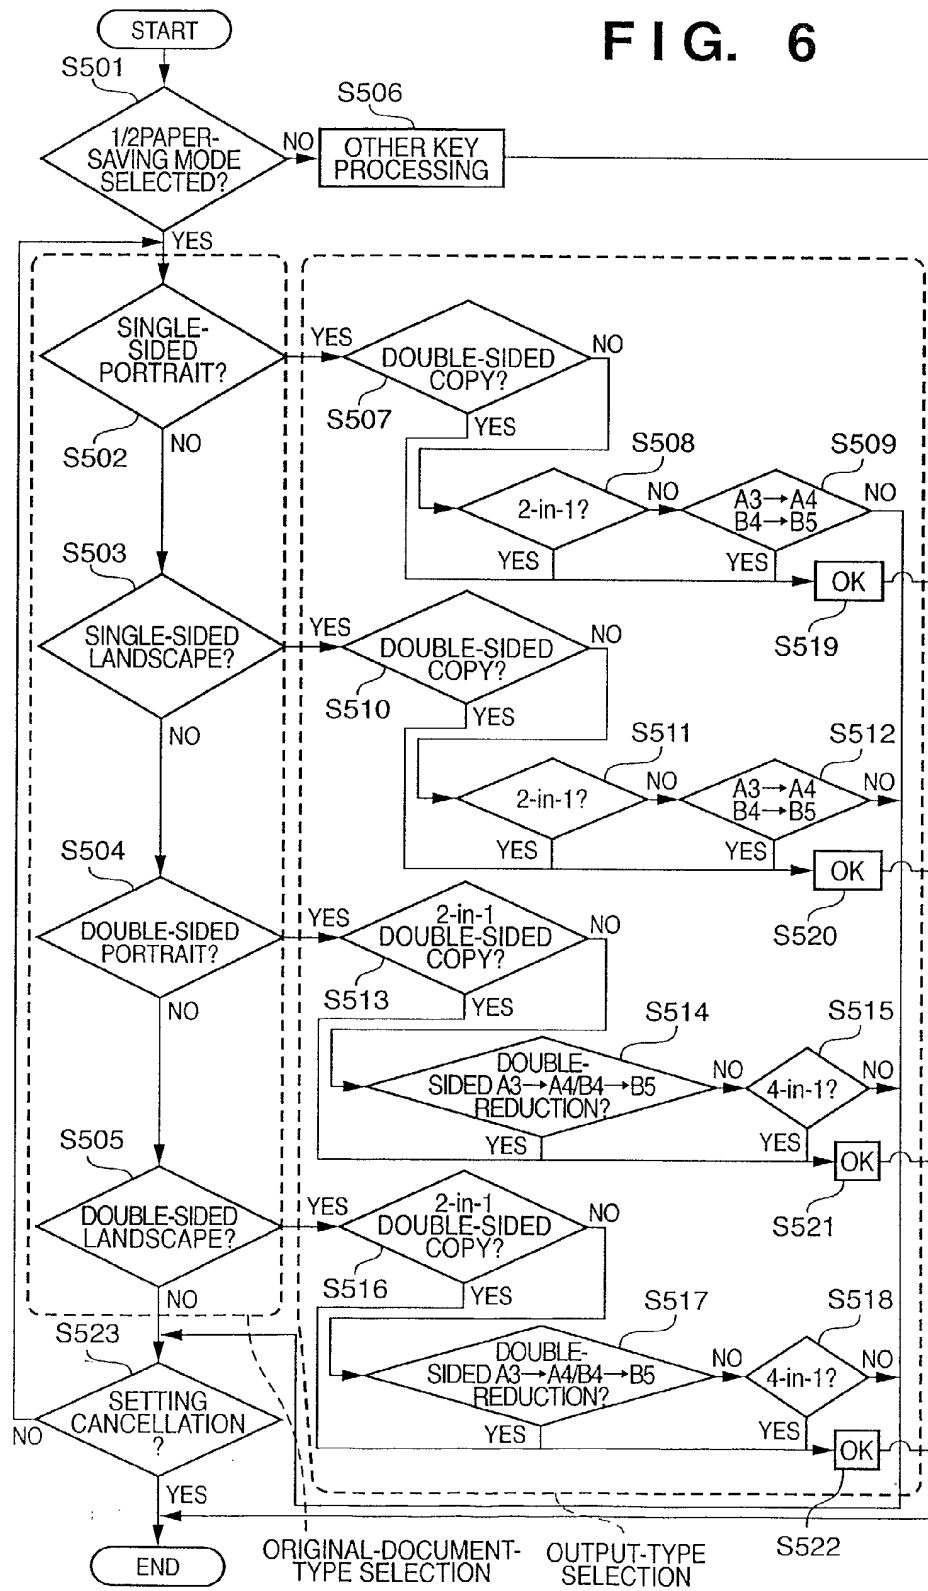 FIG. 6
START
S501
1/2PAPER-
SAVING MODE
SELECTED?
NO
S506
OTHER KEY
PROCESSING
YES
SINGLE-
SIDED
PORTRAIT?
S502
YES
NO
DOUBLE-SIDED
COPY?
S507
NO
YES
S508
2-in-1?
NO
YES
S509
A3→A4
B4→B5
NO
YES
OK
S519
S503
SINGLE-SIDED
LANDSCAPE?
YES
NO
DOUBLE-SIDED
COPY?
S510
NO
YES
S511
2-in-1?
NO
YES
S512
A3→A4
B4→B5
NO
YES
OK
S520
S504
DOUBLE-SIDED
PORTRAIT?
YES
NO
2-in-1
DOUBLE-SIDED
COPY?
S513
NO
YES
S514
DOUBLE-
SIDED A3→A4/B4→B5
REDUCTION?
NO
YES
S515
4-in-1?
NO
YES
OK
S521
S505
DOUBLE-SIDED
LANDSCAPE?
YES
NO
2-in-1
DOUBLE-SIDED
COPY?
S516
NO
YES
S517
DOUBLE-
SIDED A3→A4/B4→B5
REDUCTION?
NO
YES
S518
4-in-1?
NO
YES
OK
S522
S523
SETTING
CANCELLATION
?
NO
YES
END
ORIGINAL-DOCUMENT-
TYPE SELECTION
OUTPUT-TYPE
SELECTION